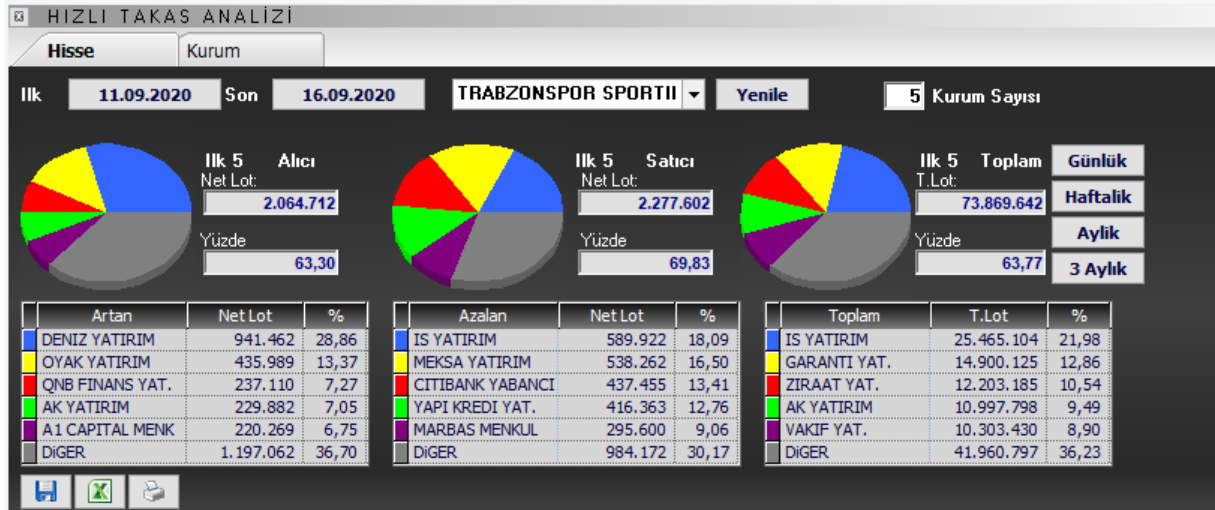 HIZLI TAKAS ANALİZİ
Hisse Kurum
Ilk 11.09.2020 Son 16.09.2020 TRABZONSPOR SPORTII Yenile 5 Kurum Sayısı
Ilk 5 Alıcı Ilk 5 Satıcı Ilk 5 Toplam Günlük
Net Lot: Net Lot: T.Lot:
2.064.712 2.277.602 73.869.642 Haftalik
Yüzde Yüzde Yüzde Aylik
63,30 69,83 63,77 3 Aylık
Artan Net Lot % Azalan Net Lot % Toplam T.Lot %
DENIZ YATIRIM 941.462 28,86 IS YATIRIM 589.922 18,09 IS YATIRIM 25.465.104 21,98
OYAK YATIRIM 435.989 13,37 MEKSA YATIRIM 538.262 16,50 GARANTI YAT. 14.900.125 12,86
QNB FINANS YAT. 237.110 7,27 CITIBANK YABANCI 437.455 13,41 ZIRAAT YAT. 12.203.185 10,54
AK YATIRIM 229.882 7,05 YAPI KREDI YAT. 416.363 12,76 AK YATIRIM 10.997.798 9,49
A1 CAPITAL MENK 220.269 6,75 MARBAS MENKUL 295.600 9,06 VAKIF YAT. 10.303.430 8,90
DiGER 1.197.062 36,70 DiGER 984.172 30,17 DiGER 41.960.797 36,23